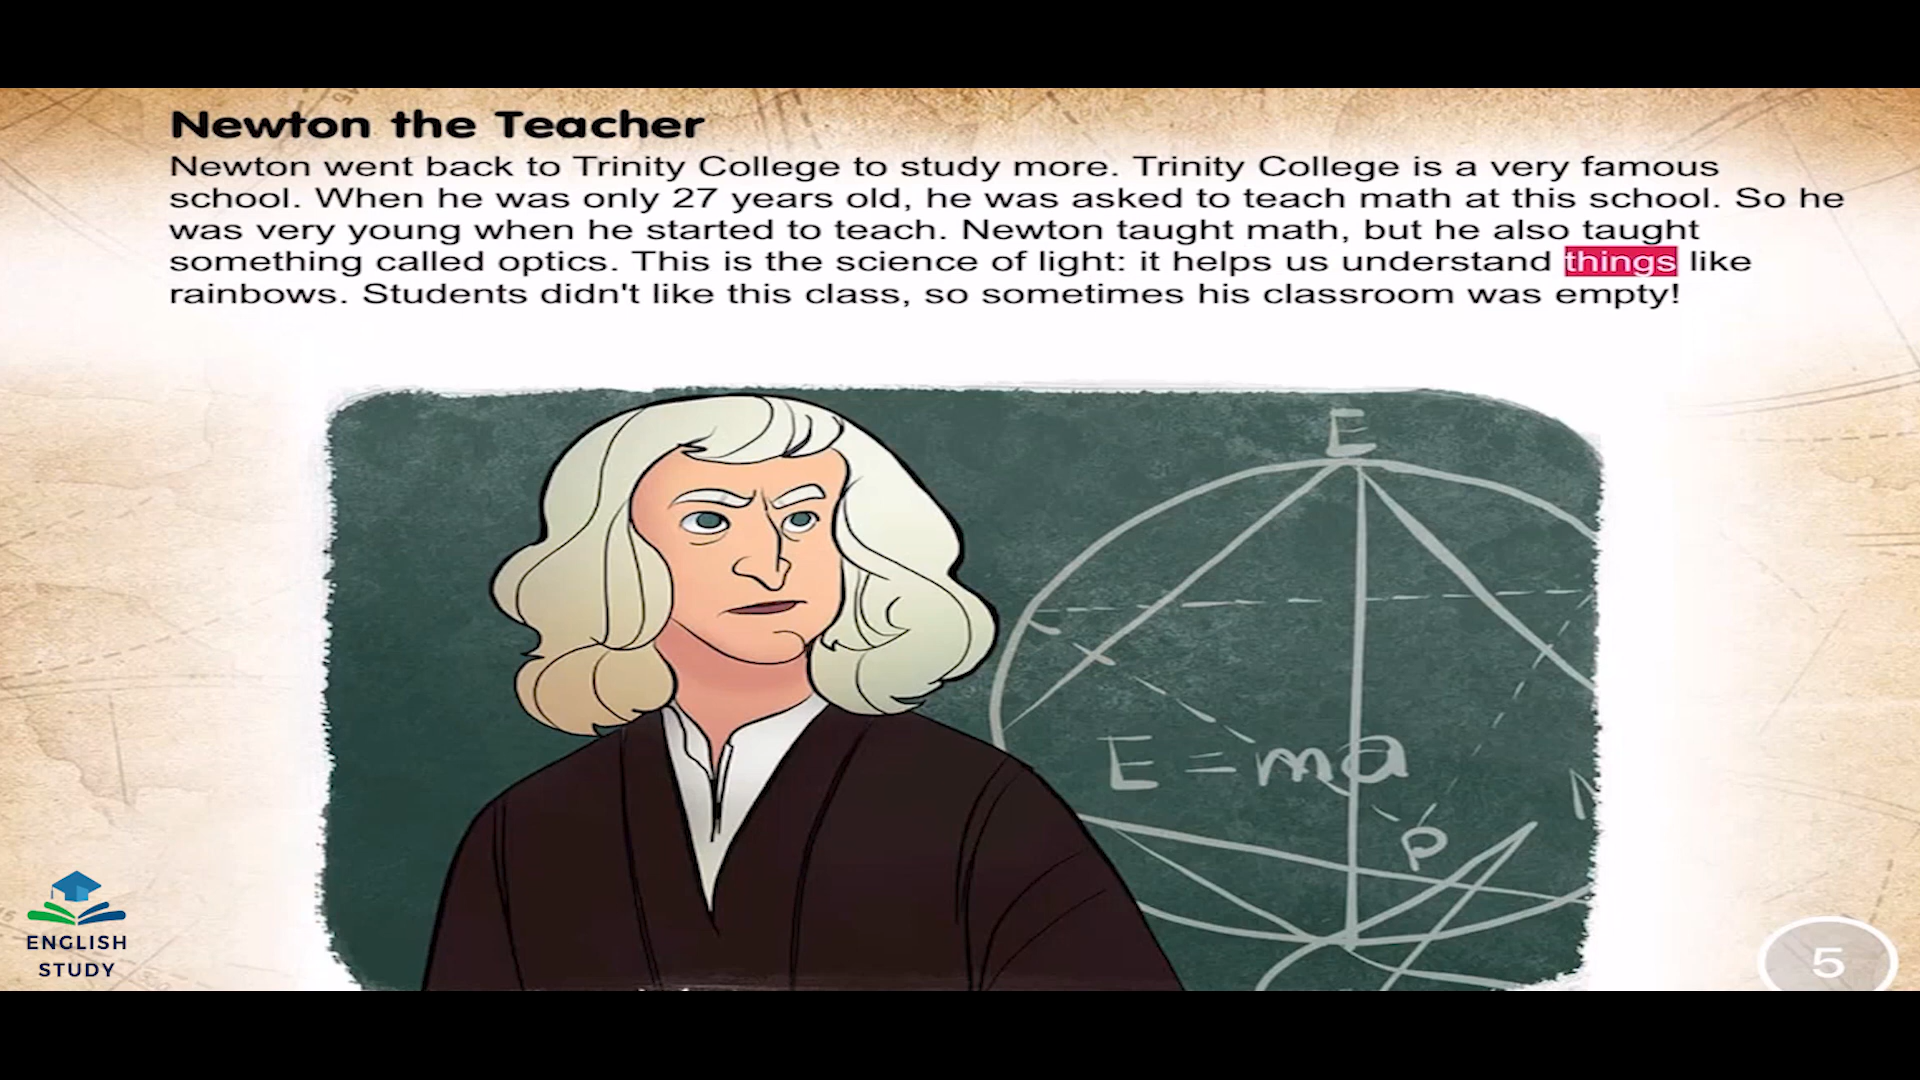 Newton the Teacher
Newton went back to Trinity College to study more. Trinity College is a very famous
school. When he was only 27 years old, he was asked to teach math at this school. So he
was very young when he started to teach. Newton taught math, but he also taught
something called optics. This is the science of light: it helps us understand things like
rainbows. Students didn't like this class, so sometimes his classroom was empty!
E
E = ma
P
ENGLISH
STUDY
5